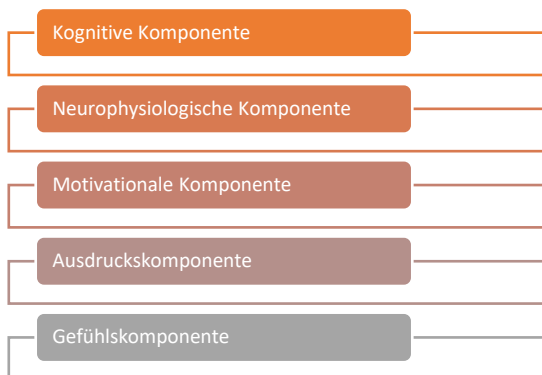 Kognitive Komponente
Neurophysiologische Komponente
Motivationale Komponente
Ausdruckskomponente
Gefühlskomponente